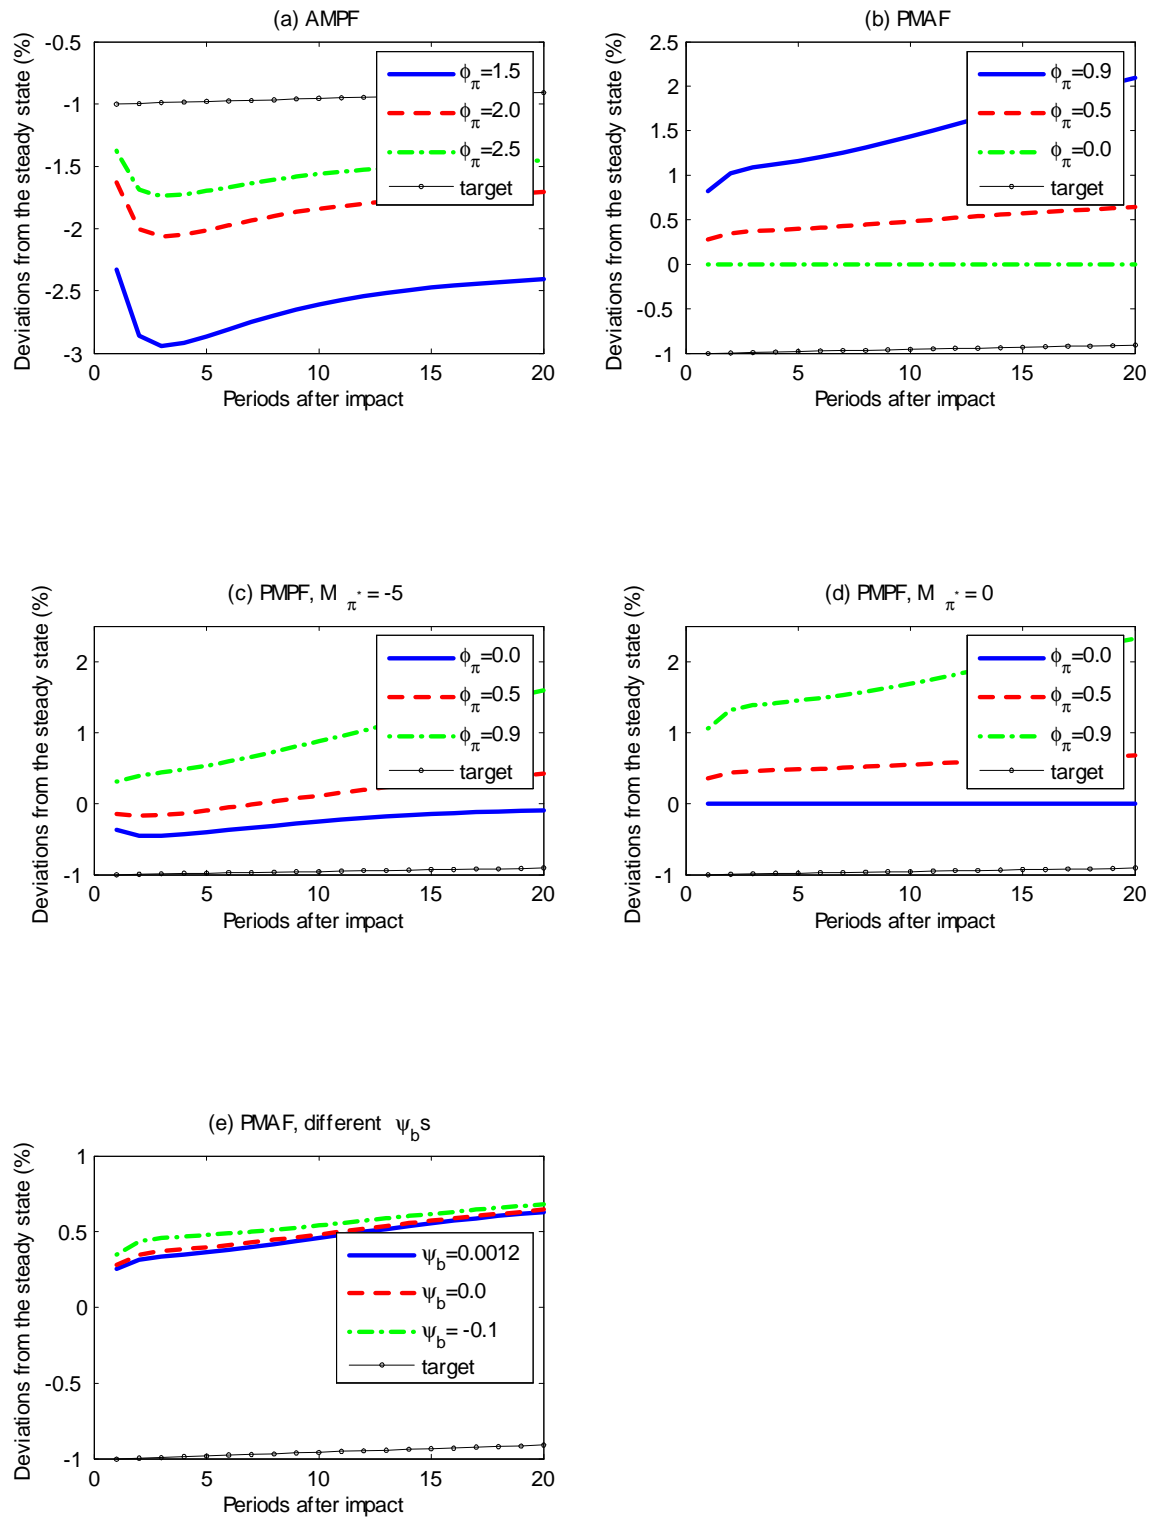 (a) AMPF
Deviations from the steady state (%)
-0.5
-1
-1.5
-2
-2.5
-3
0
5
10
15
20
Periods after impact
ϕπ=1.5
ϕπ=2.0
ϕπ=2.5
target
(b) PMAF
Deviations from the steady state (%)
2.5
2
1.5
1
0.5
0
-0.5
-1
0
5
10
15
20
Periods after impact
ϕπ=0.9
ϕπ=0.5
ϕπ=0.0
target
(c) PMPF, M π* = -5
Deviations from the steady state (%)
2
1
0
-1
0
5
10
15
20
Periods after impact
ϕπ=0.0
ϕπ=0.5
ϕπ=0.9
target
(d) PMPF, M π* = 0
Deviations from the steady state (%)
2
1
0
-1
0
5
10
15
20
Periods after impact
ϕπ=0.0
ϕπ=0.5
ϕπ=0.9
target
(e) PMAF, different ψb s
Deviations from the steady state (%)
1
0.5
0
-0.5
-1
0
5
10
15
20
Periods after impact
ψb=0.0012
ψb=0.0
ψb= -0.1
target